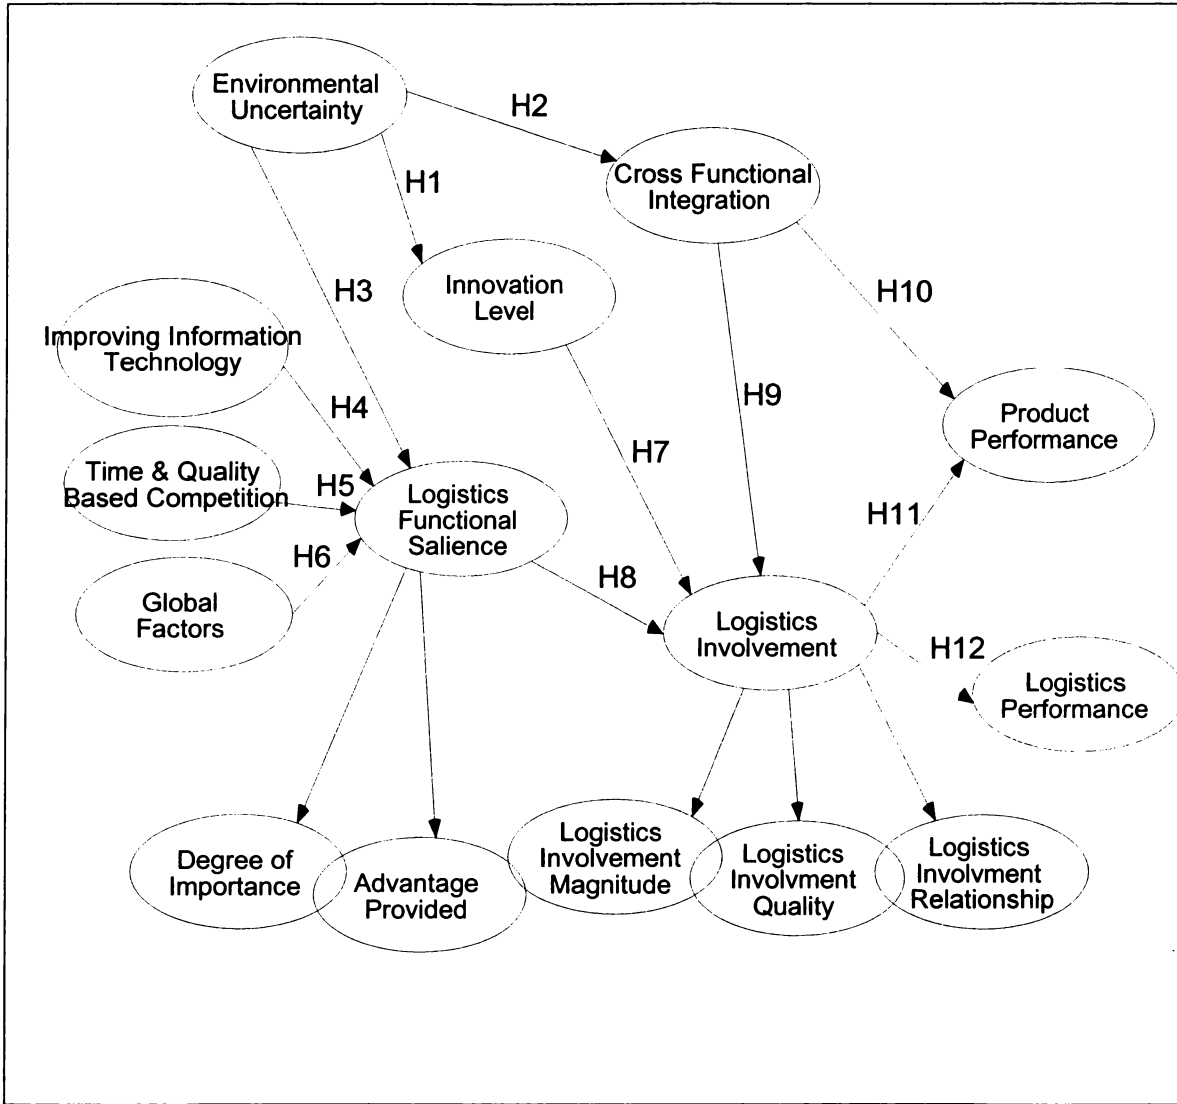 Environmental
Uncertainty
H2
Cross Functional
Integration
H1
H3
Innovation
Level
H10
Improving Information
Technology
H4
H9
Product
Performance
H7
Time & Quality
Based Competition
H5
Logistics
Functional
Salience
H11
H6
Global
Factors
H8
Logistics
Involvement
H12
Logistics
Performance
Degree of
Importance
Advantage
Provided
Logistics
Involvement
Magnitude
Logistics
Involvment
Quality
Logistics
Involvment
Relationship